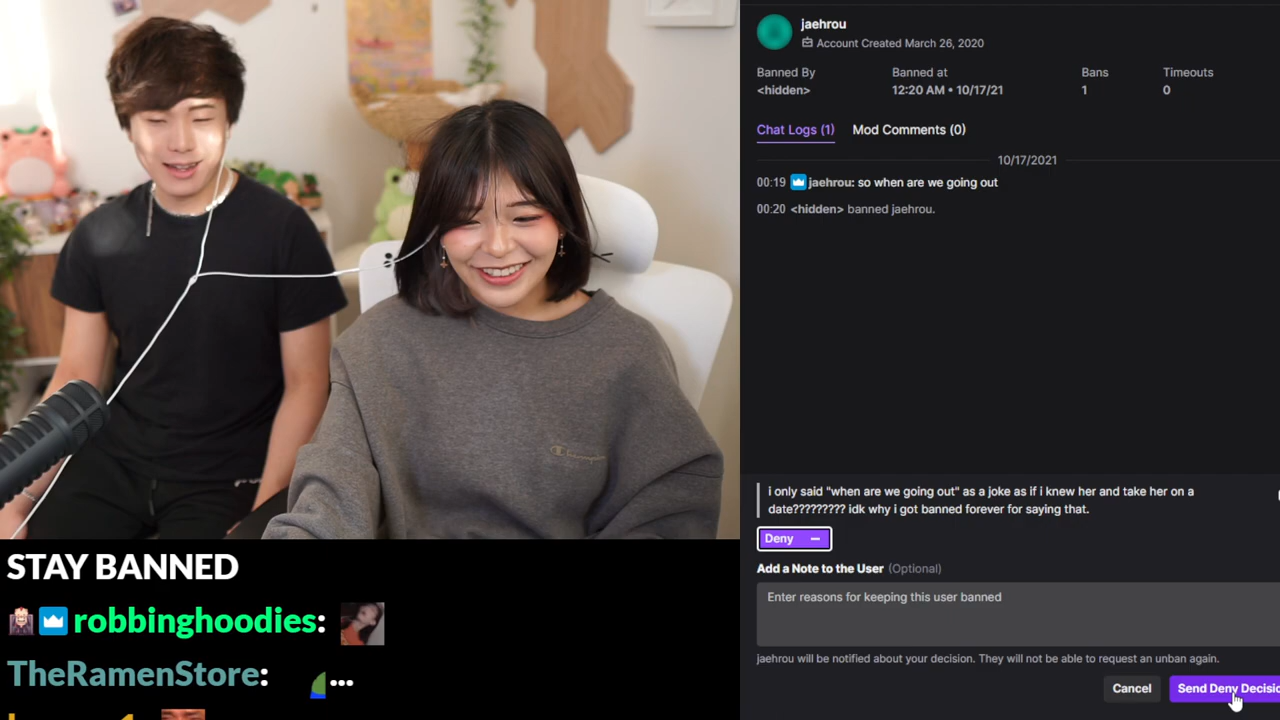 jaehrou
Account Created March 26, 2020
Banned By
Banned at
Bans
Timeouts
<hidden>
12:20 AM • 10/17/21
1
0
Chat Logs (1)
Mod Comments (0)
10/17/2021
00:19 jaehrou: so when are we going out
00:20 <hidden> banned jaehrou.
i only said "when are we going out" as a joke as if i knew her and take her on a
date????????? idk why i got banned forever for saying that.
Deny
Add a Note to the User (Optional)
Enter reasons for keeping this user banned
jaehrou will be notified about your decision. They will not be able to request an unban again.
Cancel
Send Deny Decisio
Champion
STAY BANNED
robbinghoodies:
TheRamenStore: ...